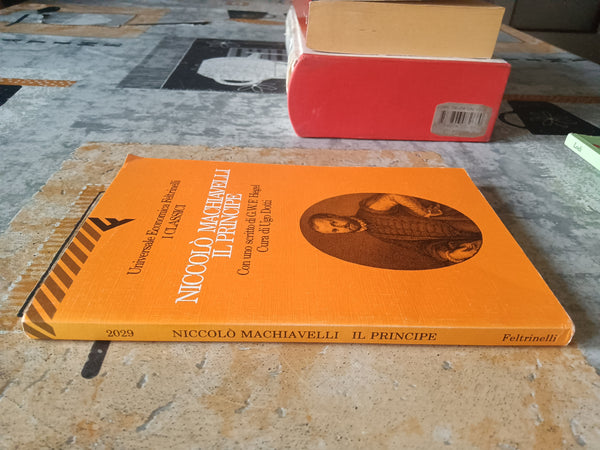 Universale Economica Feltrinelli
I CLASSICI
NICCOLÒ MACHIAVELLI
IL PRINCIPE
Con uno scritto di G.W.F. Hegel
Cura di Ugo Dotti
2029 NICCOLÒ MACHIAVELLI IL PRINCIPE Feltrinelli